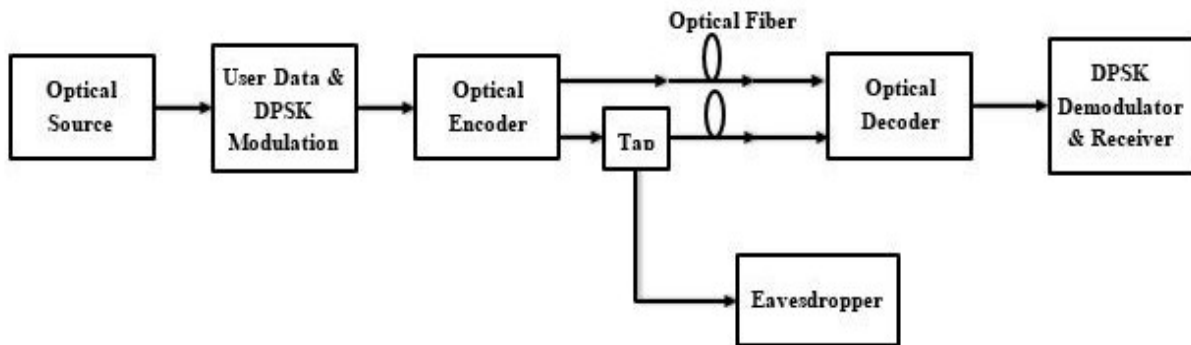 Optical Fiber
Optical
Source
User Data &
DPSK
Modulation
Optical
Encoder
Tap
Optical
Decoder
DPSK
Demodulator
& Receiver
Eavesdropper